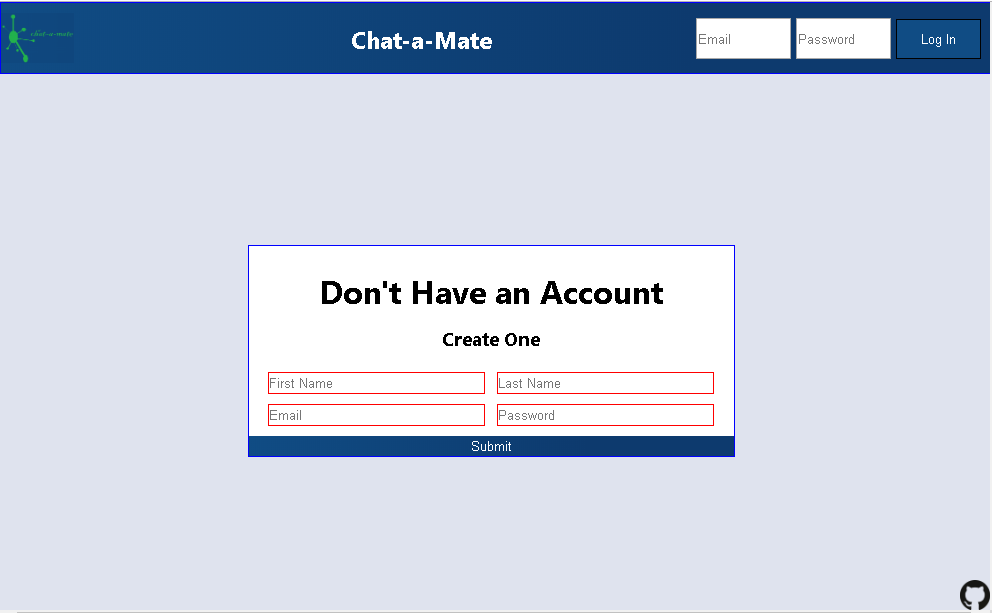 chat-a-mate
Chat-a-Mate
Email Password Log In
Don't Have an Account
Create One
First Name Last Name
Email Password
Submit